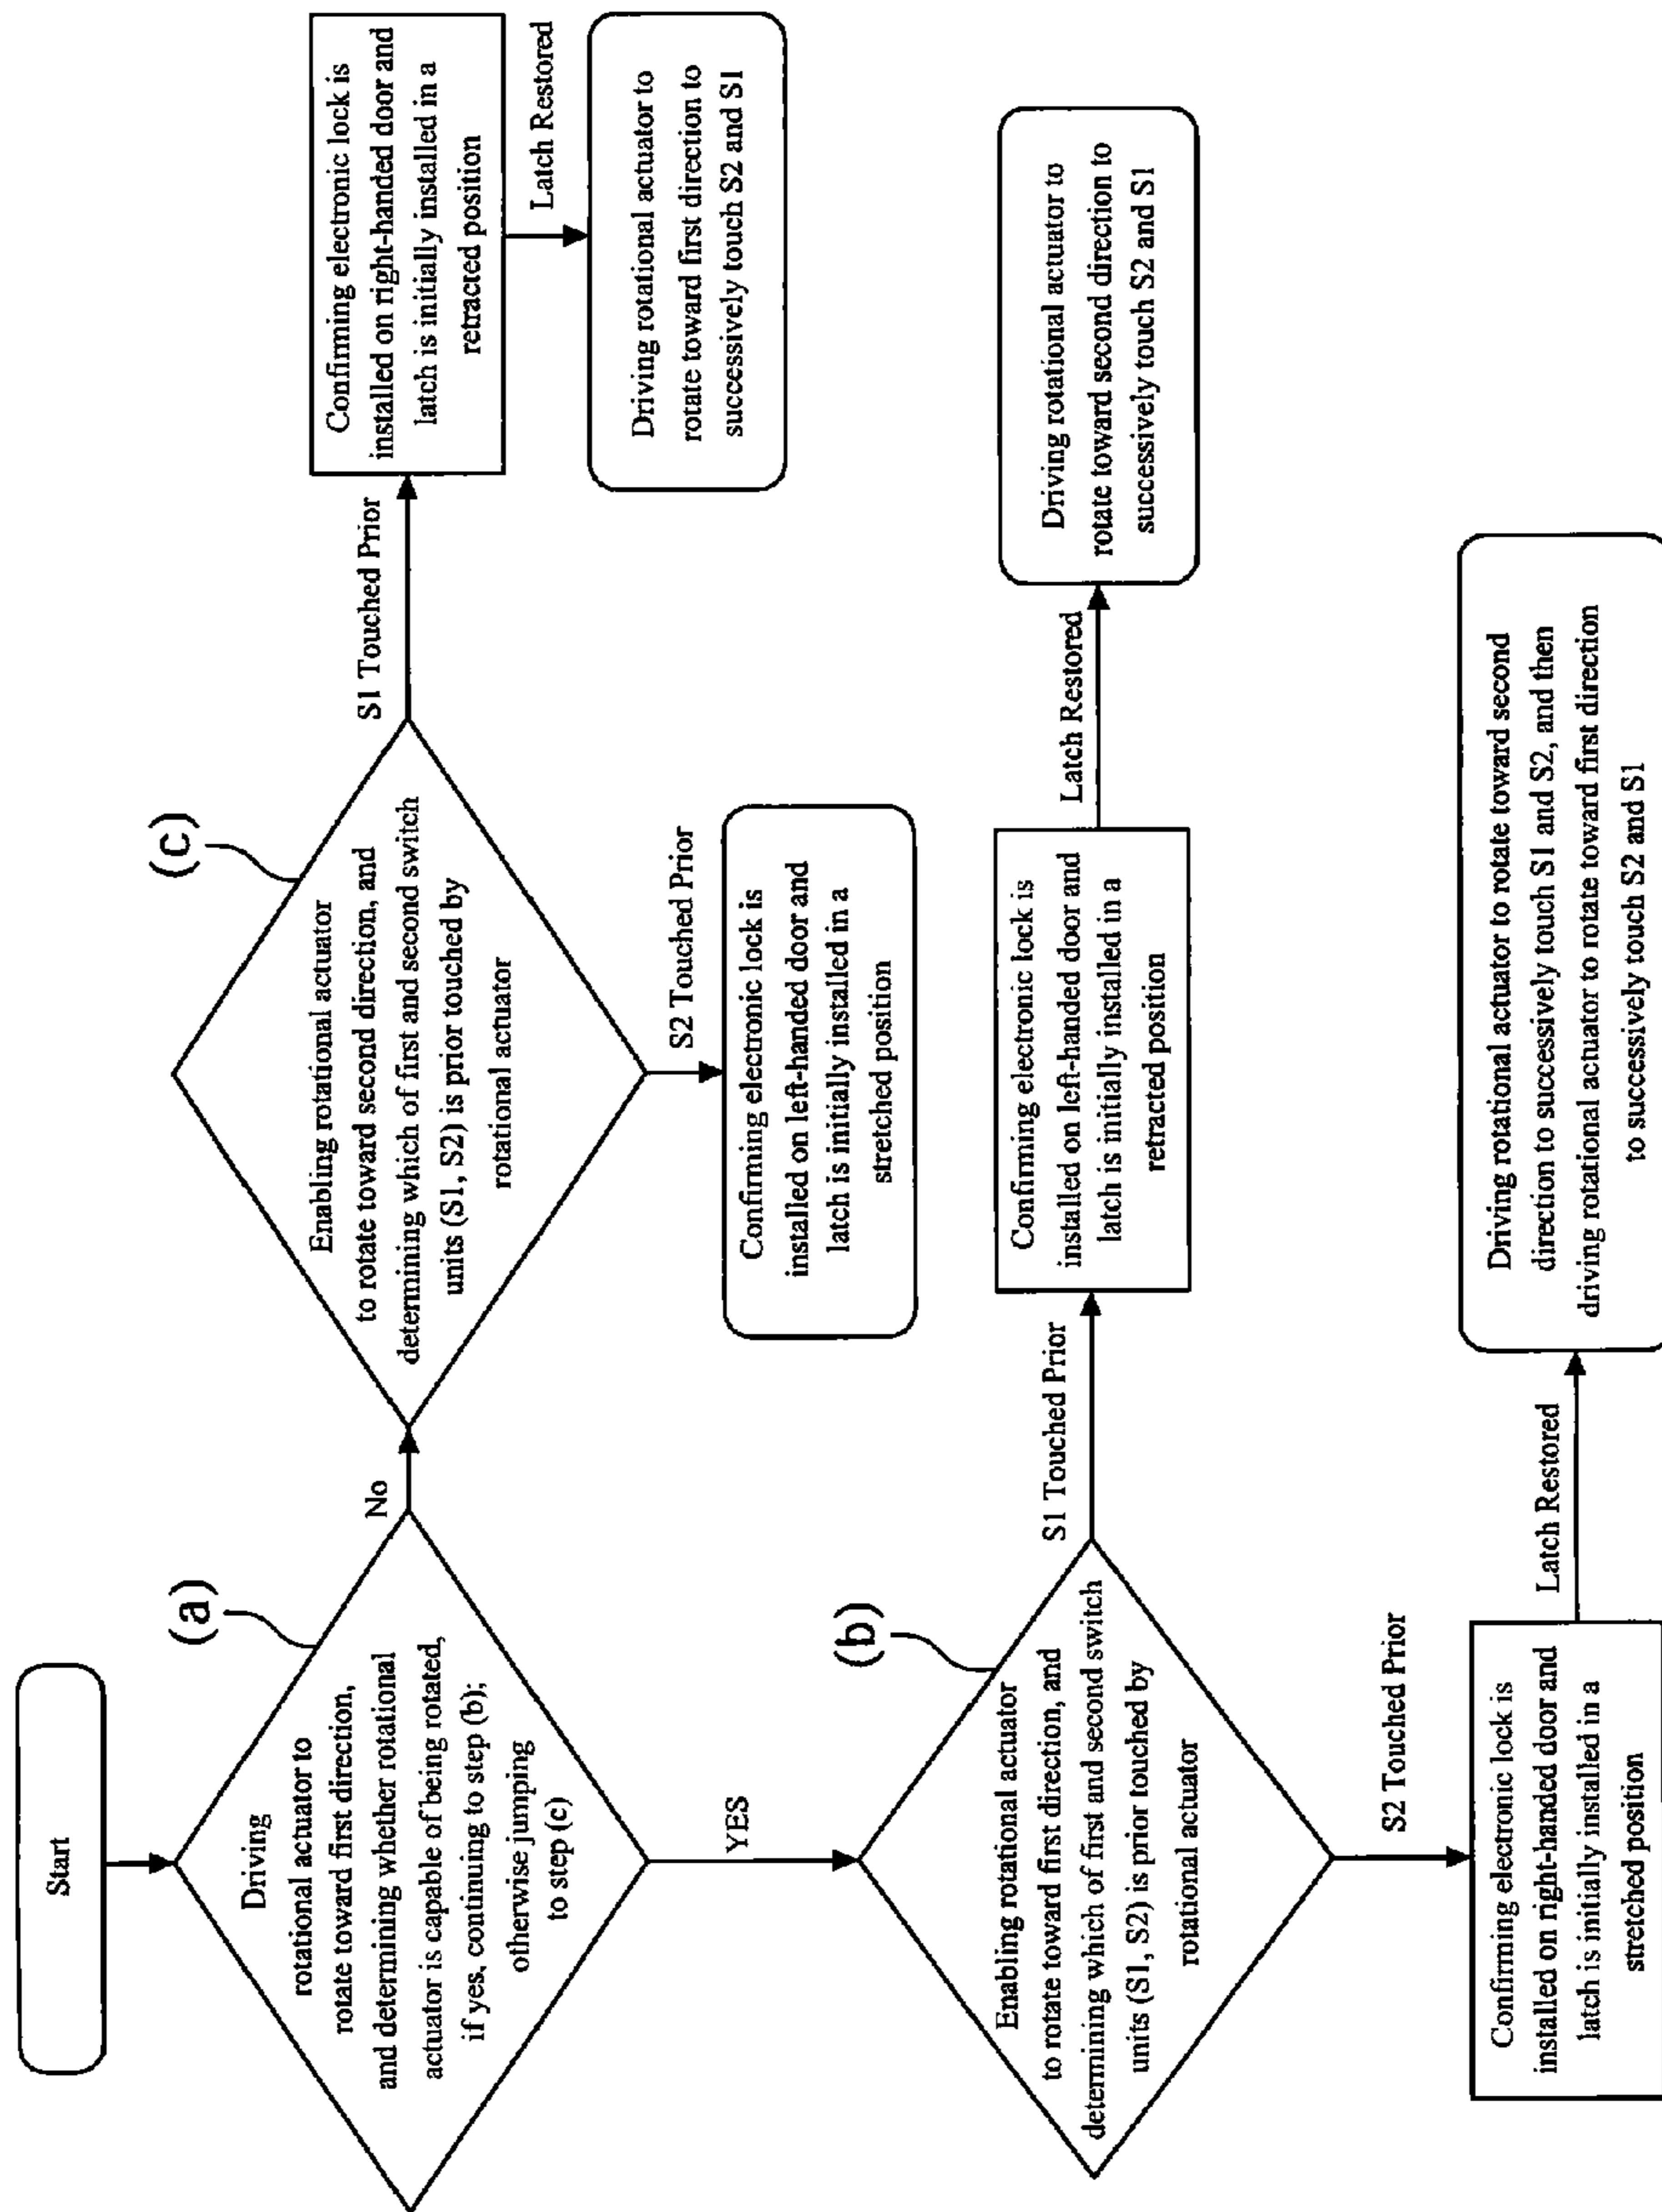 Start
(a)
Driving
rotational actuator to
rotate toward first direction,
and determining whether rotational
actuator is capable of being rotated,
if yes, continuing to step (b);
otherwise jumping
to step (c)
No
(c)
Enabling rotational actuator
to rotate toward second direction, and
determining which of first and second switch
units (S1, S2) is prior touched by
rotational actuator
S1 Touched Prior
Confirming electronic lock is
installed on right-handed door and
latch is initially installed in a
retracted position
Latch Restored
Driving rotational actuator to
rotate toward first direction to
successively touch S2 and S1
S2 Touched Prior
Confirming electronic lock is
installed on left-handed door and
latch is initially installed in a
stretched position
YES
(b)
Enabling rotational actuator
to rotate toward first direction, and
determining which of first and second switch
units (S1, S2) is prior touched by
rotational actuator
S1 Touched Prior
Confirming electronic lock is
installed on left-handed door and
latch is initially installed in a
retracted position
Latch Restored
Driving rotational actuator to
rotate toward second direction to
successively touch S2 and S1
S2 Touched Prior
Confirming electronic lock is
installed on right-handed door and
latch is initially installed in a
stretched position
Latch Restored
Driving rotational actuator to rotate toward second
direction to successively touch S1 and S2, and then
driving rotational actuator to rotate toward first direction
to successively touch S2 and S1